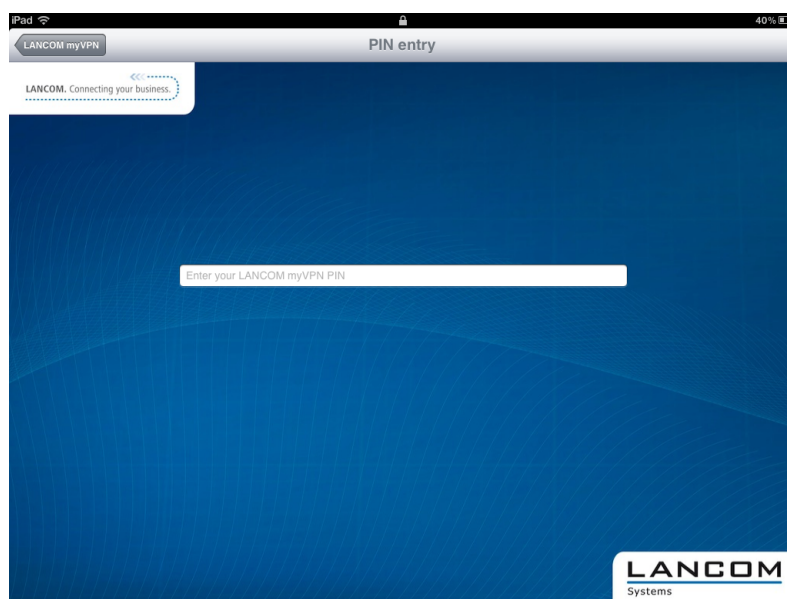 iPad 40%
LANCOM myVPN PIN entry
LANCOM. Connecting your business.
Enter your LANCOM myVPN PIN
LANCOM
Systems